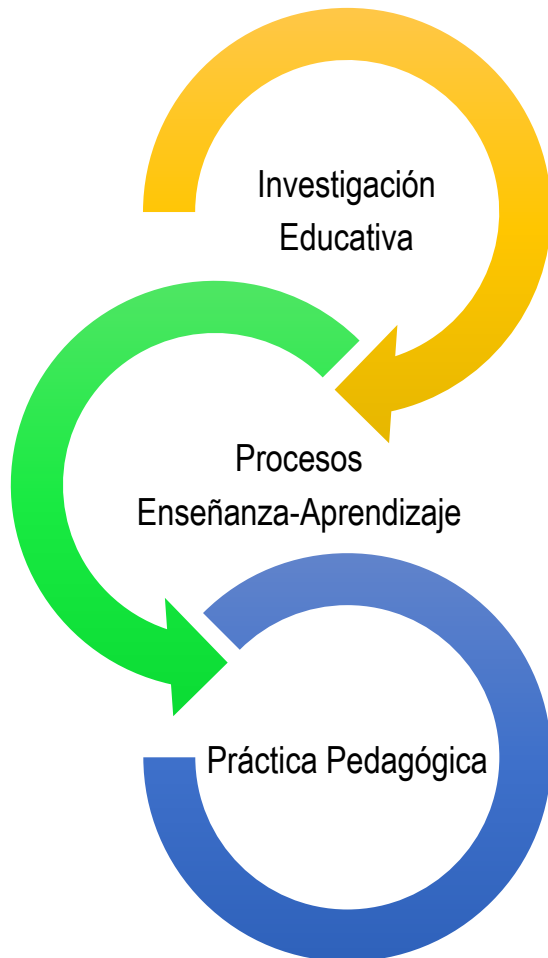 Investigación
Educativa
Procesos
Enseñanza-Aprendizaje
Práctica Pedagógica